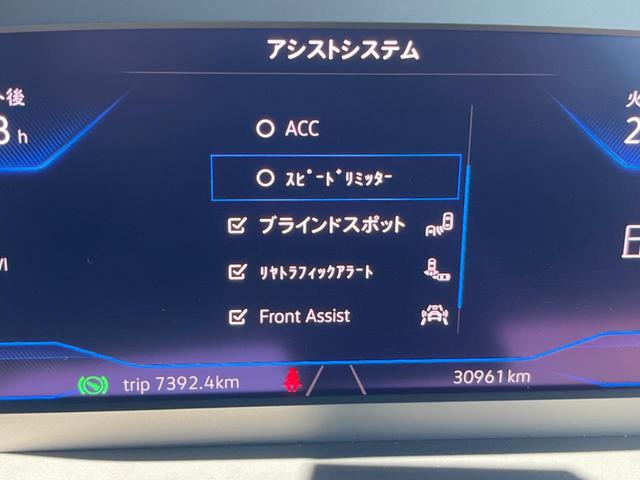 アシストシステム
ACC
ｽﾋﾟｰﾄﾞﾘﾐｯﾀｰ
ブラインドスポット
ﾘﾔﾄﾗﾌｨｯｸｱﾗｰﾄ
Front Assist
後
h
火
trip 7392.4km
30961km